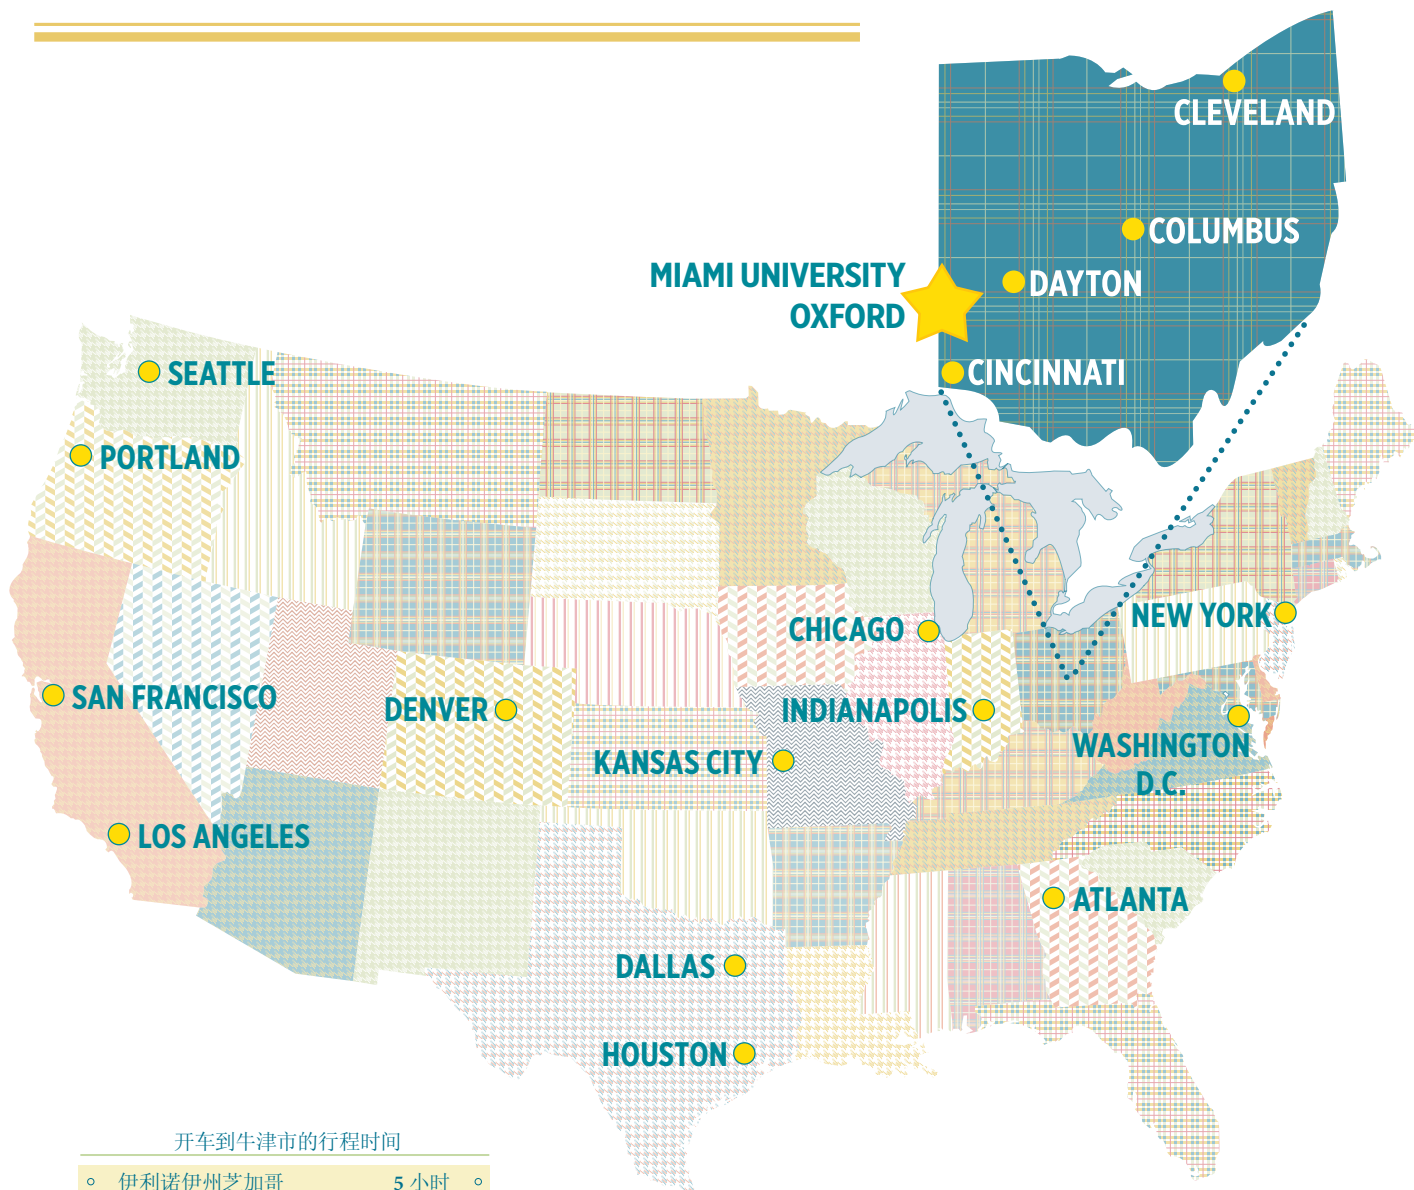 CLEVELAND
COLUMBUS
MIAMI UNIVERSITY
OXFORD
DAYTON
CINCINNATI
SEATTLE
PORTLAND
CHICAGO
NEW YORK
SAN FRANCISCO
DENVER
INDIANAPOLIS
WASHINGTON
D.C.
KANSAS CITY
LOS ANGELES
ATLANTA
DALLAS
HOUSTON
开车到牛津市的行程时间
伊利诺伊州芝加哥 5 小时